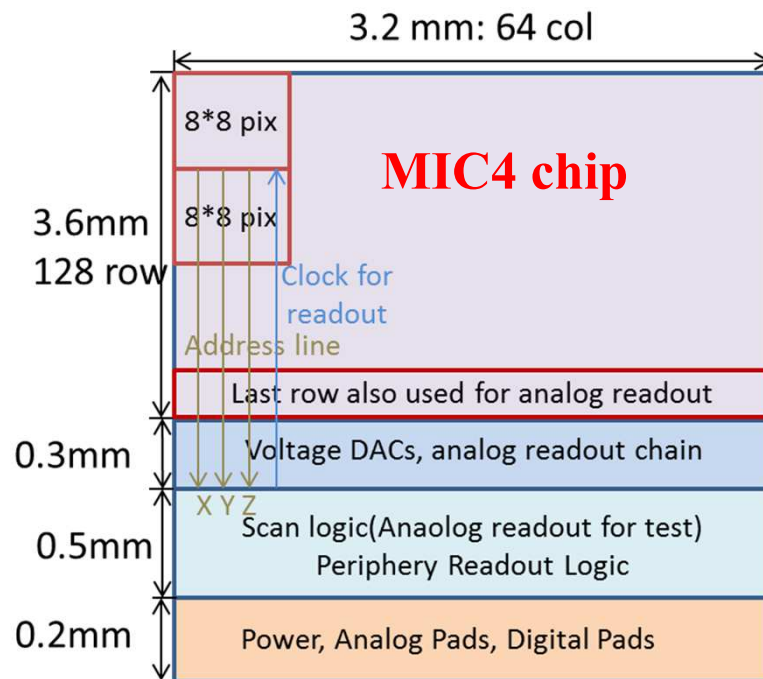 3.2 mm: 64 col
8*8 pix
MIC4 chip
8*8 pix
3.6mm
128 row
Clock for
readout
Address line
Last row also used for analog readout
0.3mm
Voltage DACs, analog readout chain
X Y Z
0.5mm
Scan logic(Anaolog readout for test)
Periphery Readout Logic
0.2mm
Power, Analog Pads, Digital Pads